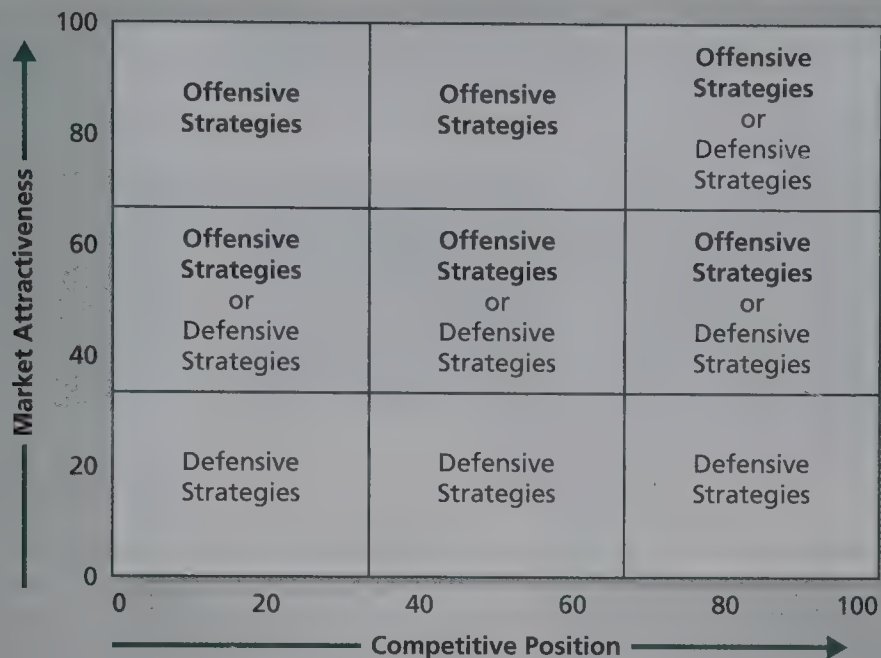 100
80
60
40
20
0
Market Attractiveness
Offensive
Strategies
Offensive
Strategies
Offensive
Strategies
or
Defensive
Strategies
Offensive
Strategies
or
Defensive
Strategies
Offensive
Strategies
or
Defensive
Strategies
Offensive
Strategies
or
Defensive
Strategies
Defensive
Strategies
Defensive
Strategies
Defensive
Strategies
0 20 40 60 80 100
Competitive Position